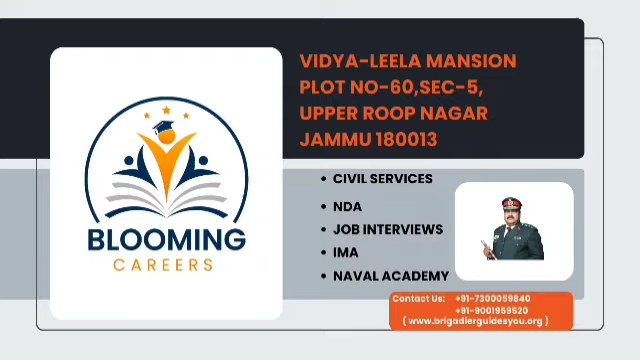 VIDYA-LEELA MANSION
PLOT NO-60,SEC-5,
UPPER ROOP NAGAR
JAMMU 180013
BLOOMING
CAREERS
• CIVIL SERVICES
• NDA
• JOB INTERVIEWS
• IMA
• NAVAL ACADEMY
Contact Us: +91-7300059640
+91-9001959520
( www.brigadierguidesyou.org )